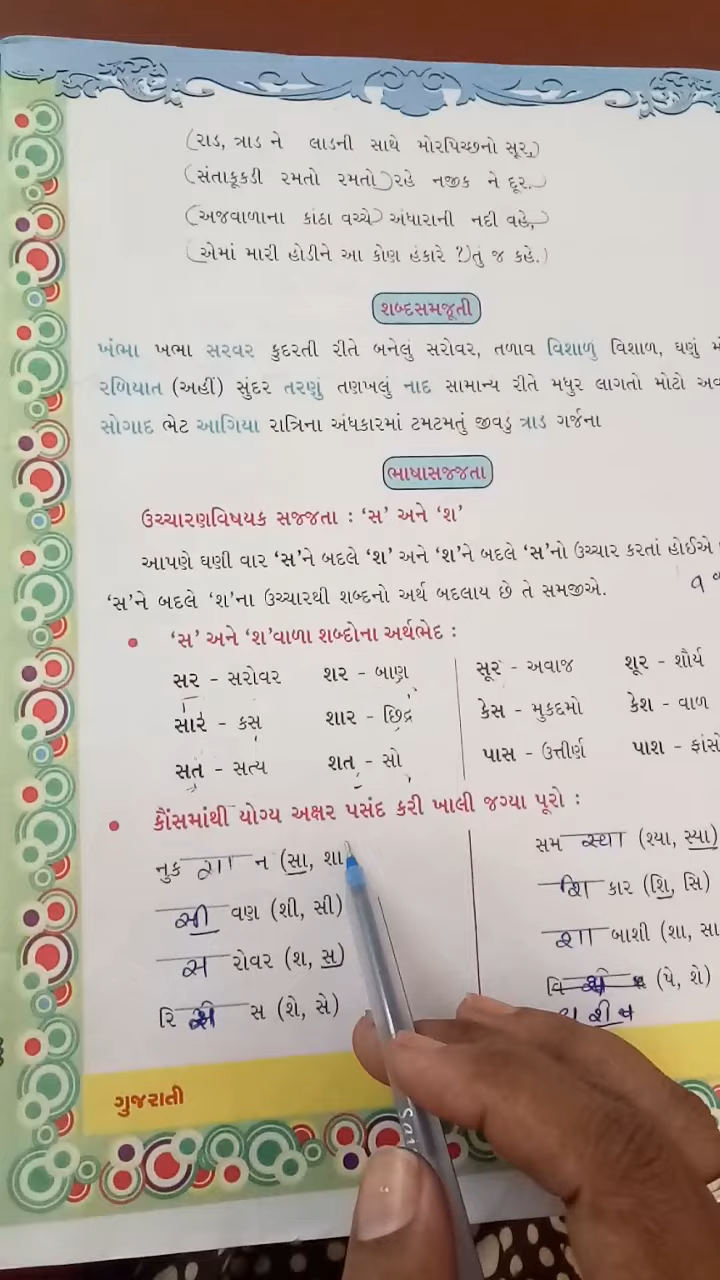 (રાડ, ત્રાડ ને લાડની સાથે મોરપિચ્છનો સૂર,)
(સંતાકૂકડી રમતો રમતો) રહે નજીક ને દૂર.
(અજવાળાના કાંઠા વચ્ચે) અંધારાની નદી વહે,
(એમાં મારી હોડીને આ કોણ હંકારે ?) તું જ કહે.)
શબ્દસમજૂતી
ખંભા ખભા સરવર કુદરતી રીતે બનેલું સરોવર, તળાવ વિશાળું વિશાળ, ઘણું
રળિયાત (અહીં) સુંદર તરણું તણખલું નાદ સામાન્ય રીતે મધુર લાગતો મોટો
સોગાદ ભેટ આગિયા રાત્રિના અંધકારમાં ટમટમતું જીવડું ત્રાડ ગર્જના
ભાષાસજ્જતા
ઉચ્ચારણવિષયક સજ્જતા : ‘સ’ અને ‘શ’
આપણે ઘણી વાર ‘સ’ને બદલે ‘શ’ અને ‘શ’ને બદલે ‘સ’નો ઉચ્ચાર કરતાં હોઈએ
‘સ’ને બદલે ‘શ’ના ઉચ્ચારથી શબ્દનો અર્થ બદલાય છે તે સમજીએ.
• ‘સ’ અને ‘શ’વાળા શબ્દોના અર્થભેદ :
સર - સરોવર શર - બાણ સૂર - અવાજ શૂર - શૌર્ય
સાર - કસ શાર - છિદ્ર કેસ - મુકદ્દમો કેશ - વાળ
સત - સત્ય શત - સો પાસ - ઉત્તીર્ણ પાશ - ફાંસો
• કૌંસમાંથી યોગ્ય અક્ષર પસંદ કરી ખાલી જગ્યા પૂરો :
નુક શા ન (સા, શા સમ સ્યા (શ્યા, સ્યા)
સી વણ (શી, સી) શિ કાર (શિ, સિ)
સ રોવર (શ, સ) શા બાશી (શા, સા
રિ સે સ (શે, સે) વિ (પે, શે)
ગુજરાતી